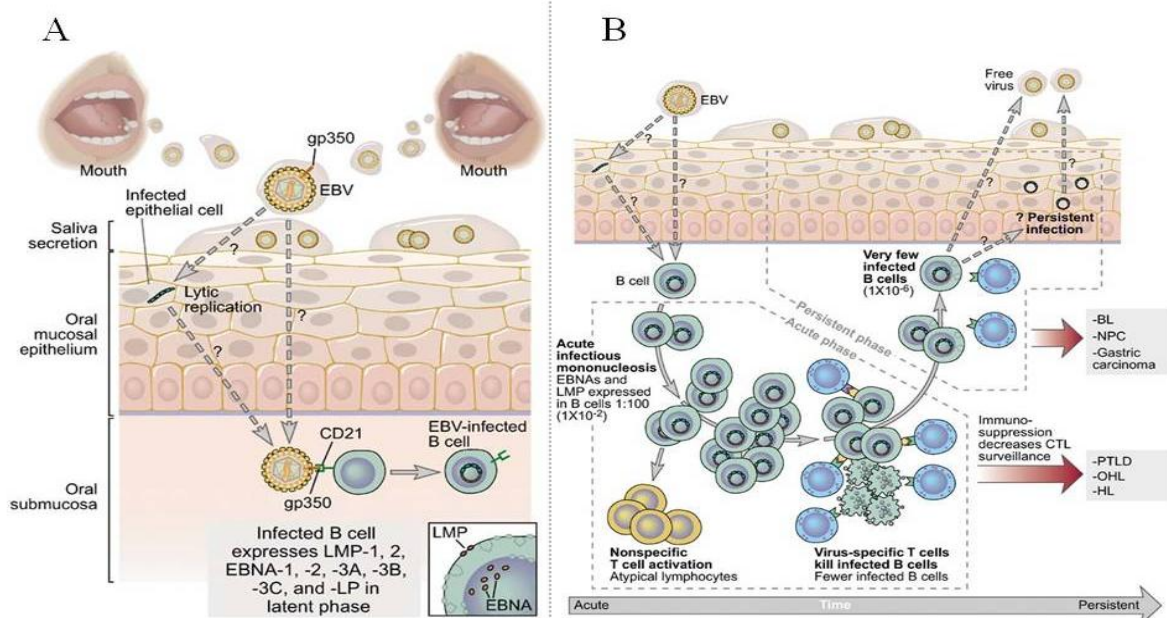 A
Mouth
gp350
EBV
Mouth
Infected
epithelial cell
Saliva
secretion
?
Lytic
replication
?
Oral
mucosal
epithelium
?
CD21
EBV-infected
B cell
gp350
Oral
submucosa
Infected B cell
expresses LMP-1, 2,
EBNA-1, -2, -3A, -3B,
-3C, and -LP in
latent phase
LMP
EBNA
B
EBV
Free
virus
?
?
?
?
? Persistent
infection
?
B cell
Very few
infected
B cells
(1X10-6)
Persistent phase
Acute phase
Acute
infectious
mononucleosis
EBNAs and
LMP expressed
in B cells 1:100
(1X10-2)
-BL
-NPC
-Gastric
carcinoma
Immuno-
suppression
decreases CTL
surveillance
-PTLD
-OHL
-HL
Nonspecific
T cell activation
Atypical lymphocytes
Virus-specific T cells
kill infected B cells
Fewer infected B cells
Acute
Time
Persistent